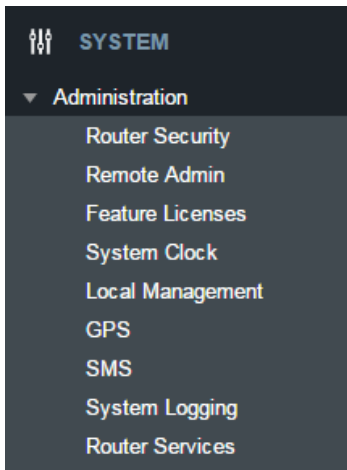 SYSTEM
Administration
Router Security
Remote Admin
Feature Licenses
System Clock
Local Management
GPS
SMS
System Logging
Router Services